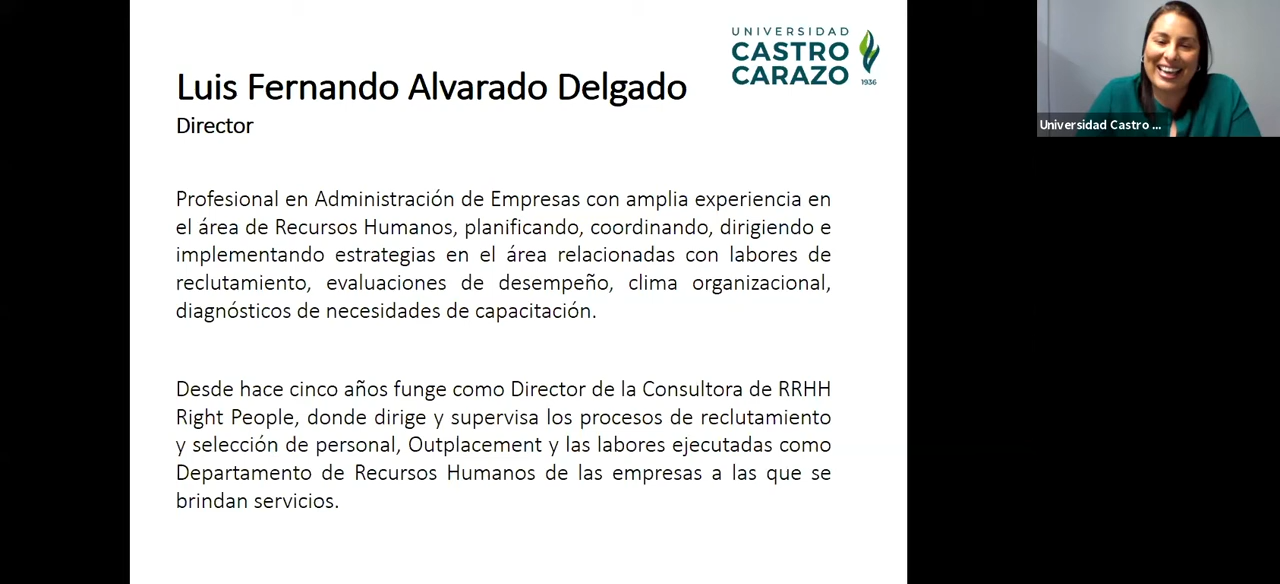 UNIVERSIDAD
CASTRO
CARAZO
1936
Luis Fernando Alvarado Delgado
Director
Profesional en Administración de Empresas con amplia experiencia en
el área de Recursos Humanos, planificando, coordinando, dirigiendo e
implementando estrategias en el área relacionadas con labores de
reclutamiento, evaluaciones de desempeño, clima organizacional,
diagnósticos de necesidades de capacitación.
Desde hace cinco años funge como Director de la Consultora de RRHH
Right People, donde dirige y supervisa los procesos de reclutamiento
y selección de personal, Outplacement y las labores ejecutadas como
Departamento de Recursos Humanos de las empresas a las que se
brindan servicios.
Universidad Castro ...